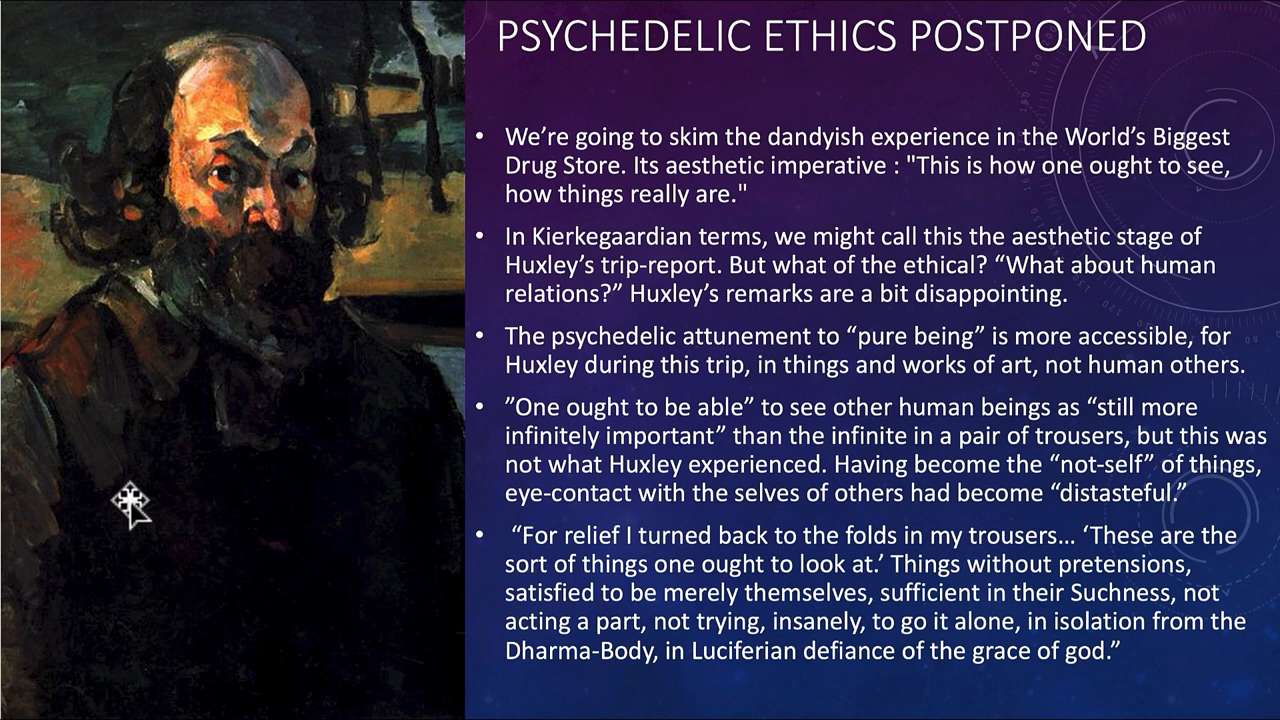 PSYCHEDELIC ETHICS POSTPONED
• We’re going to skim the dandyish experience in the World’s Biggest
Drug Store. Its aesthetic imperative : "This is how one ought to see,
how things really are."
• In Kierkegaardian terms, we might call this the aesthetic stage of
Huxley’s trip-report. But what of the ethical? “What about human
relations?” Huxley’s remarks are a bit disappointing.
• The psychedelic attunement to “pure being” is more accessible, for
Huxley during this trip, in things and works of art, not human others.
• ”One ought to be able” to see other human beings as “still more
infinitely important” than the infinite in a pair of trousers, but this was
not what Huxley experienced. Having become the “not-self” of things,
eye-contact with the selves of others had become “distasteful.”
• “For relief I turned back to the folds in my trousers… ‘These are the
sort of things one ought to look at.’ Things without pretensions,
satisfied to be merely themselves, sufficient in their Suchness, not
acting a part, not trying, insanely, to go it alone, in isolation from the
Dharma-Body, in Luciferian defiance of the grace of god.”